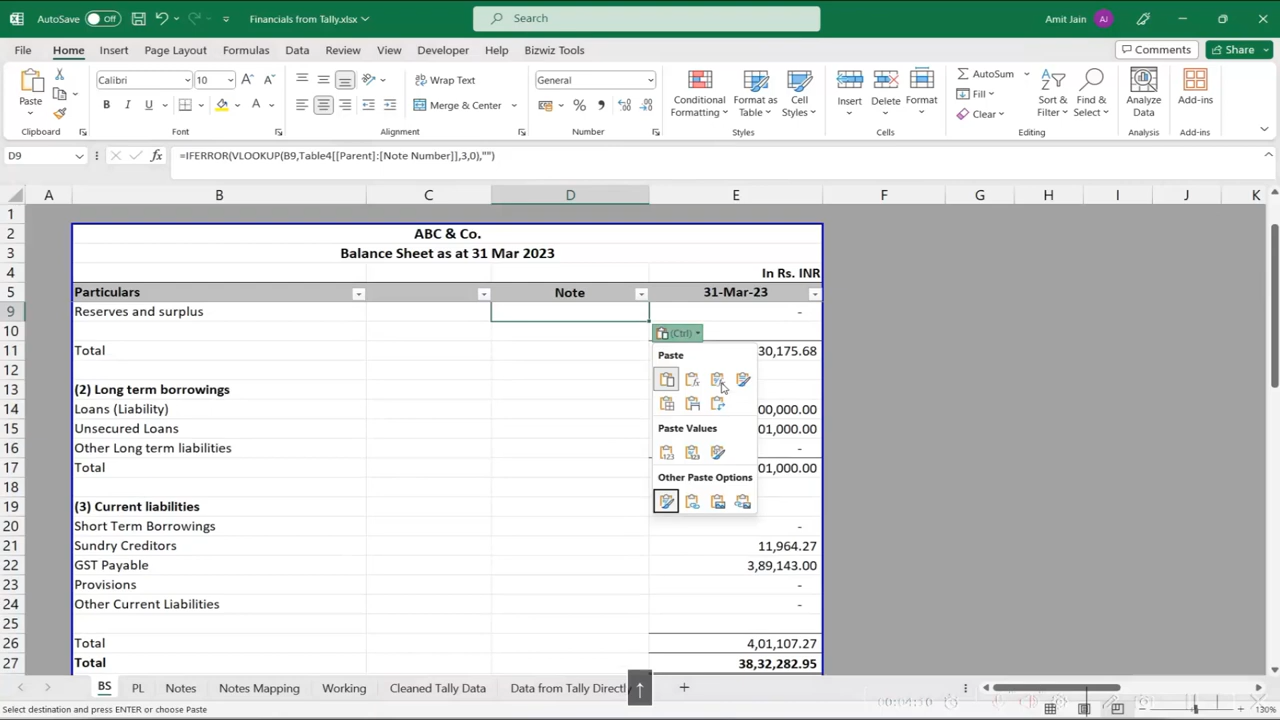 AutoSave Off Financials from Tally.xlsx Search Amit Jain AJ
File Home Insert Page Layout Formulas Data Review View Developer Help Bizwiz Tools Comments Share
Calibri 10 Wrap Text General AutoSum
Paste B I U Merge & Center Conditional Formatting Format as Table Cell Styles Insert Delete Format Fill Clear Sort & Filter Find & Select Analyze Data Add-ins
Clipboard Font Alignment Number Styles Cells Editing Analysis Add-ins
D9 fx =IFERROR(VLOOKUP(B9,Table4[[Parent]:[Note Number]],3,0),"")
A B C D E F G H I J K
1
2 ABC & Co.
3 Balance Sheet as at 31 Mar 2023
4 In Rs. INR
5 Particulars Note 31-Mar-23
9 Reserves and surplus -
10 (Ctrl)
11 Total 30,175.68
Paste
12
13 (2) Long term borrowings
14 Loans (Liability) 00,000.00
15 Unsecured Loans 01,000.00
Paste Values
16 Other Long term liabilities -
17 Total 01,000.00
Other Paste Options
18
19 (3) Current liabilities
20 Short Term Borrowings -
21 Sundry Creditors 11,964.27
22 GST Payable 3,89,143.00
23 Provisions -
24 Other Current Liabilities -
25
26 Total 4,01,107.27
27 Total 38,32,282.95
BS PL Notes Notes Mapping Working Cleaned Tally Data Data from Tally Directl
Select destination and press ENTER or choose Paste 00:04:10 130%